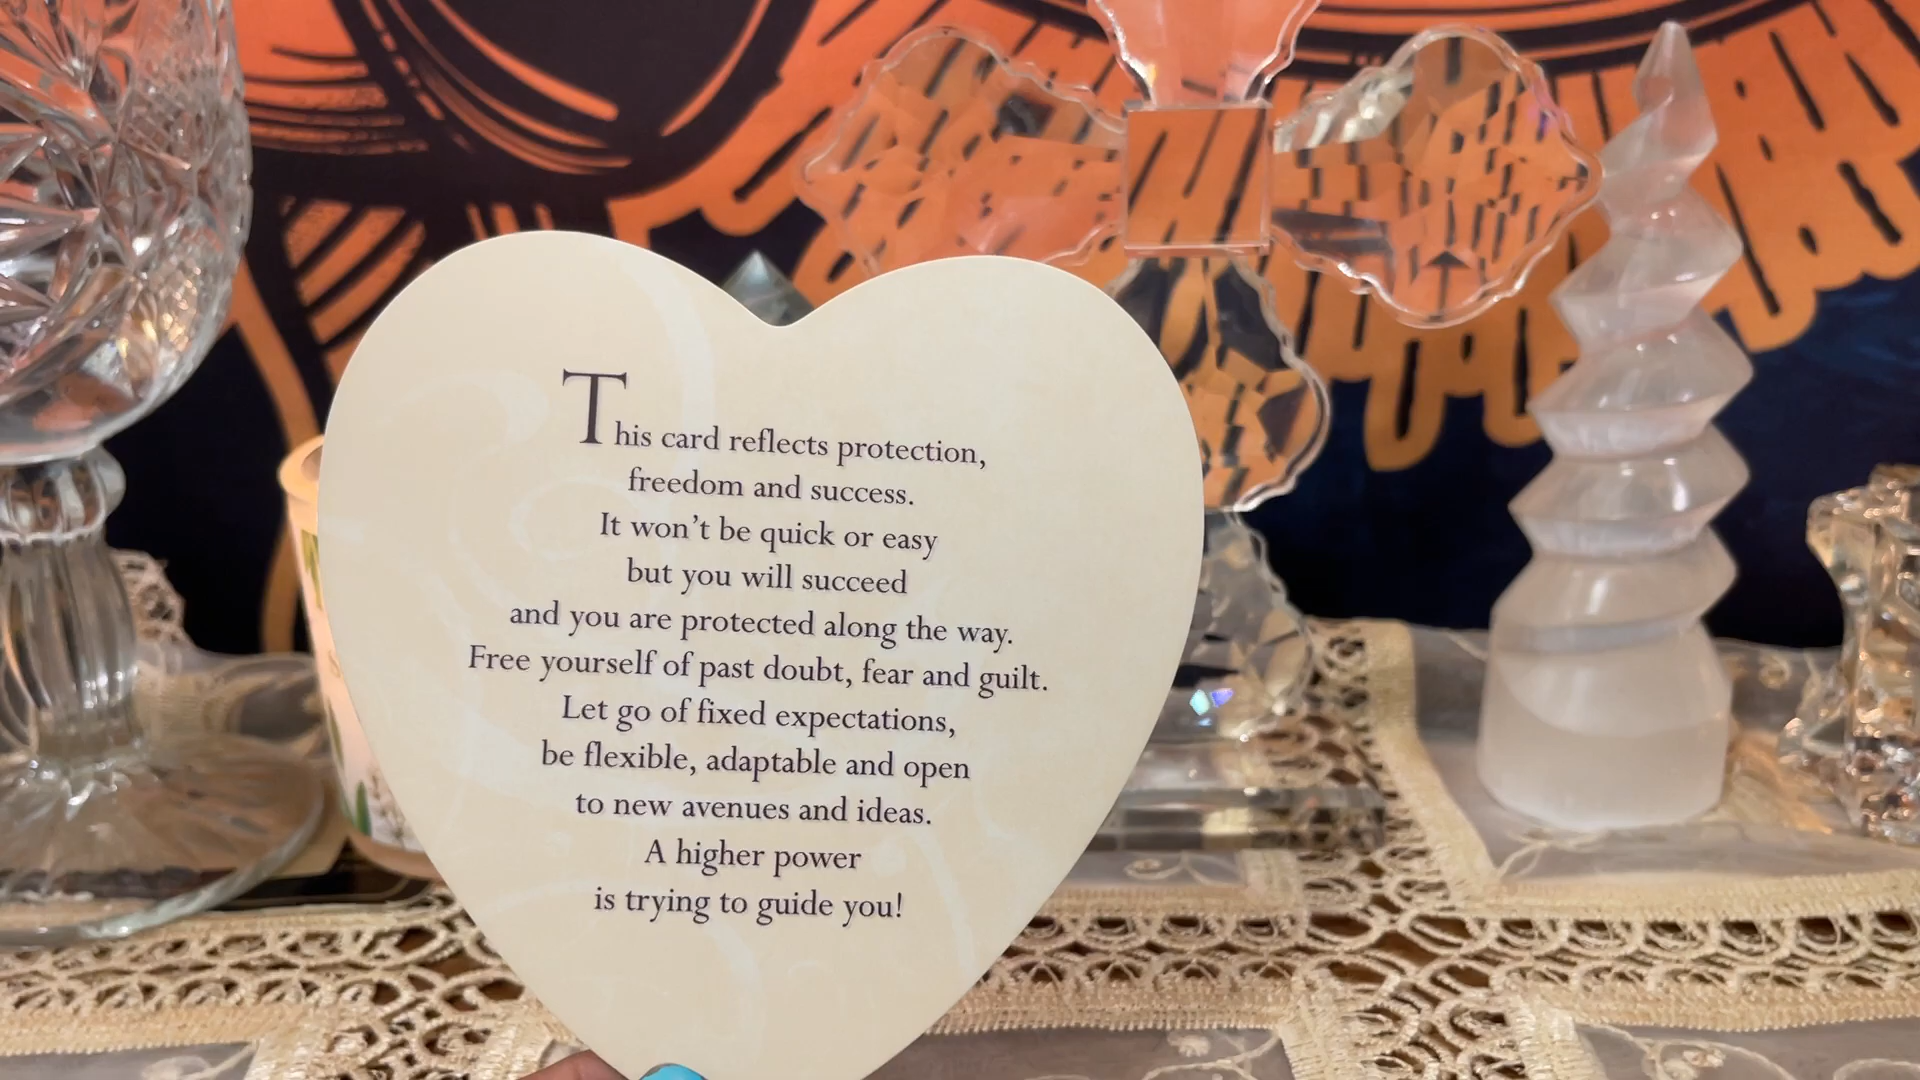 This card reflects protection,
freedom and success.
It won't be quick or easy
but you will succeed
and you are protected along the way.
Free yourself of past doubt, fear and guilt.
Let go of fixed expectations,
be flexible, adaptable and open
to new avenues and ideas.
A higher power
is trying to guide you!